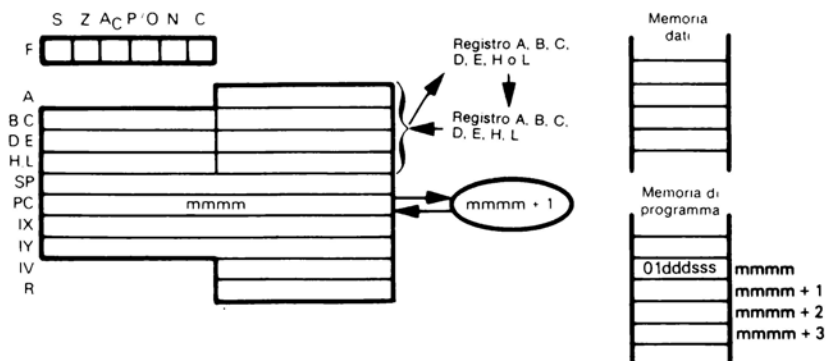 S Z AC P/O N C
F
A
B C
D E
H L
SP
PC
IX
IY
IV
R
mmmm
Registro A, B, C,
D, E, H o L
Registro A, B, C,
D, E, H, L
mmmm + 1
Memoria
dati
Memoria di
programma
01dddsss mmmm
mmmm + 1
mmmm + 2
mmmm + 3